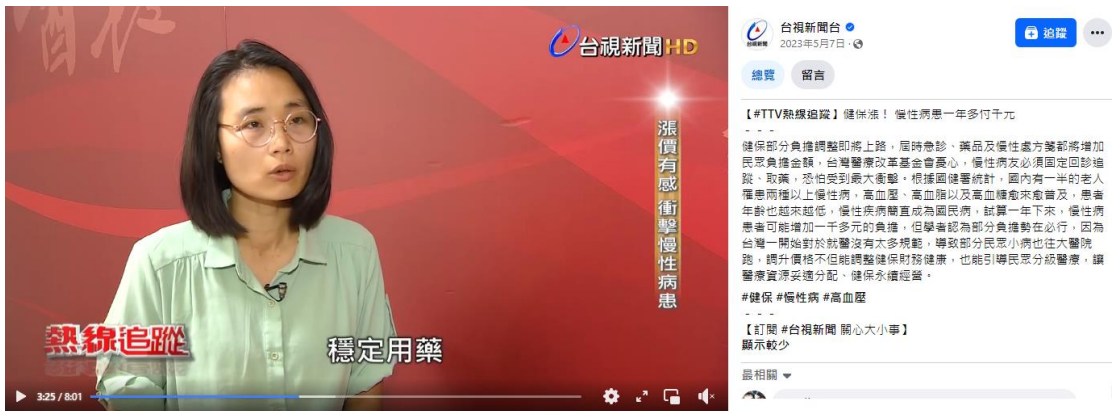 台視新聞HD
漲價有感 衝擊慢性病患
熱線追蹤
穩定用藥
3:25 / 8:01
台視新聞台
2023年5月7日
追蹤
總覽
留言
【#TTV熱線追蹤】健保漲! 慢性病患一年多付千元
- - -
健保部分負擔調整即將上路,屆時急診、藥品及慢性處方箋都將增加
民眾負擔金額,台灣醫療改革基金會憂心,慢性病友必須固定回診追
蹤、取藥,恐怕受到最大衝擊。根據國健署統計,國內有一半的老人
罹患兩種以上慢性病,高血壓、高血脂以及高血糖愈來愈普及,患者
年齡也越來越低,慢性疾病簡直成為國民病,試算一年下來,慢性病
患者可能增加一千多元的負擔,但學者認為部分負擔勢在必行,因為
台灣一開始對於就醫沒有太多規範,導致部分民眾小病也往大醫院
跑,調升價格不但能調整健保財務健康,也能引導民眾分級醫療,讓
醫療資源妥適分配、健保永續經營。
#健保 #慢性病 #高血壓
- - -
【訂閱 #台視新聞 關心大小事】
顯示較少
最相關